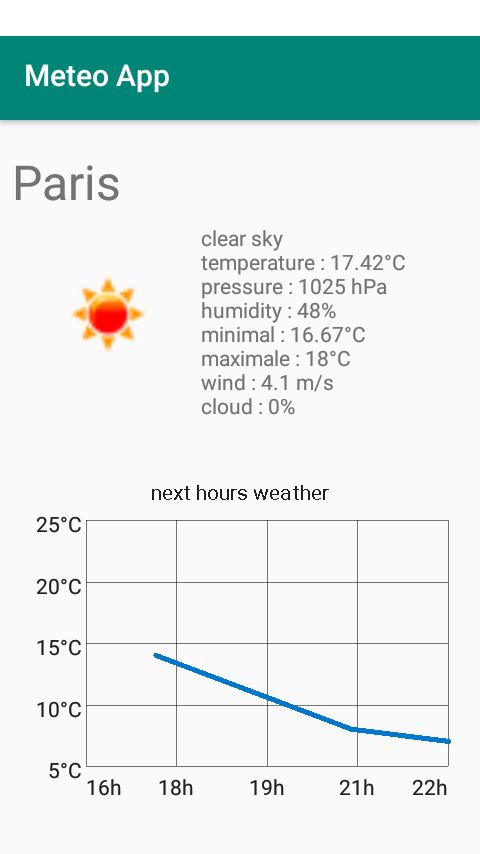 Meteo App
Paris
clear sky
temperature : 17.42°C
pressure : 1025 hPa
humidity : 48%
minimal : 16.67°C
maximale : 18°C
wind : 4.1 m/s
cloud : 0%
next hours weather
25°C
20°C
15°C
10°C
5°C
16h 18h 19h 21h 22h